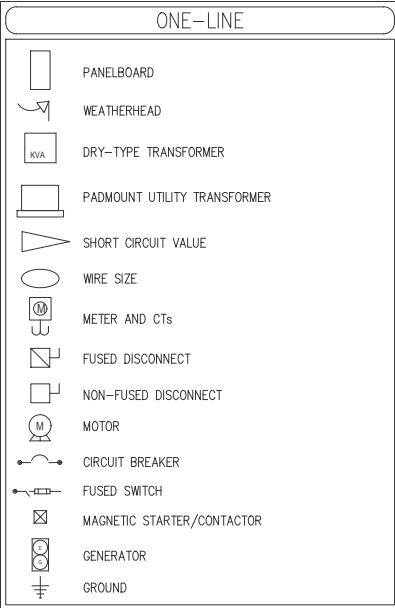 ONE-LINE
PANELBOARD
WEATHERHEAD
KVA DRY-TYPE TRANSFORMER
PADMOUNT UTILITY TRANSFORMER
SHORT CIRCUIT VALUE
WIRE SIZE
M METER AND CTs
FUSED DISCONNECT
NON-FUSED DISCONNECT
M MOTOR
CIRCUIT BREAKER
FUSED SWITCH
MAGNETIC STARTER/CONTACTOR
E
G
GENERATOR
GROUND